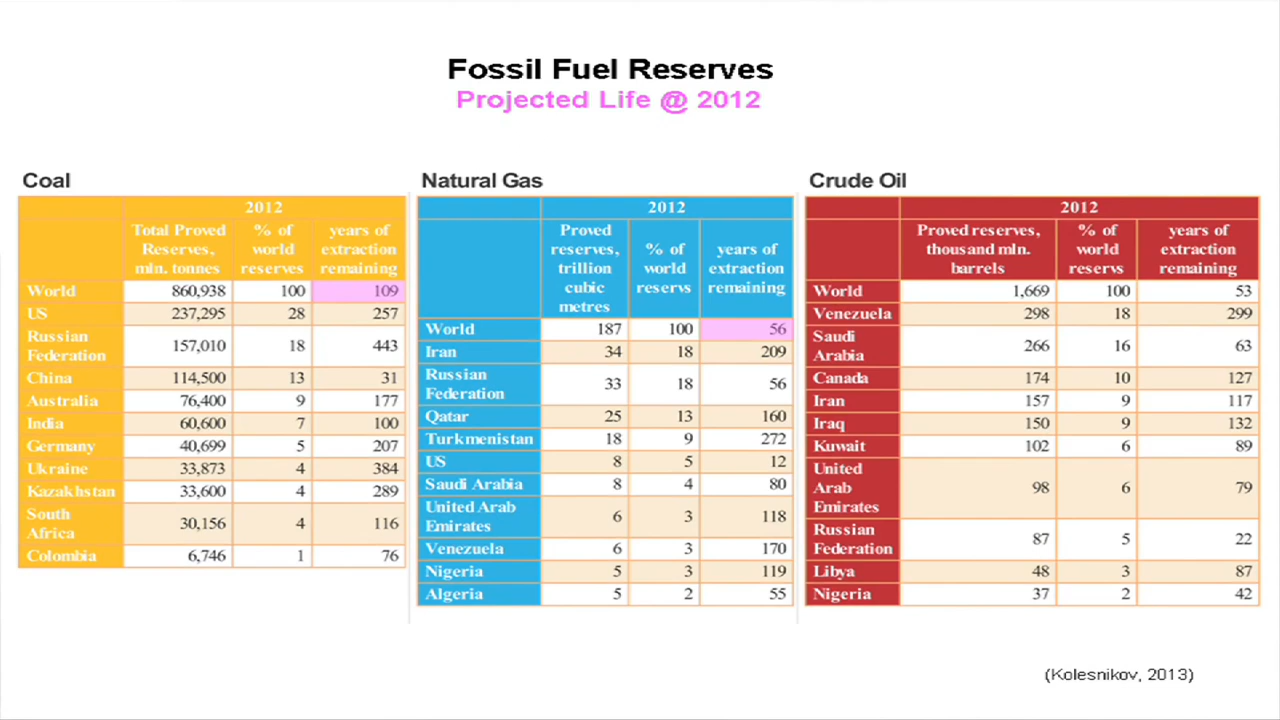 Fossil Fuel Reserves
Projected Life @ 2012
Coal
2012
Total Proved Reserves, mln. tonnes % of world reserves years of extraction remaining
World 860,938 100 109
US 237,295 28 257
Russian Federation 157,010 18 443
China 114,500 13 31
Australia 76,400 9 177
India 60,600 7 100
Germany 40,699 5 207
Ukraine 33,873 4 384
Kazakhstan 33,600 4 289
South Africa 30,156 4 116
Colombia 6,746 1 76
Natural Gas
2012
Proved reserves, trillion cubic metres % of world reservs years of extraction remaining
World 187 100 56
Iran 34 18 209
Russian Federation 33 18 56
Qatar 25 13 160
Turkmenistan 18 9 272
US 8 5 12
Saudi Arabia 8 4 80
United Arab Emirates 6 3 118
Venezuela 6 3 170
Nigeria 5 3 119
Algeria 5 2 55
Crude Oil
2012
Proved reserves, thousand mln. barrels % of world reservs years of extraction remaining
World 1,669 100 53
Venezuela 298 18 299
Saudi Arabia 266 16 63
Canada 174 10 127
Iran 157 9 117
Iraq 150 9 132
Kuwait 102 6 89
United Arab Emirates 98 6 79
Russian Federation 87 5 22
Libya 48 3 87
Nigeria 37 2 42
(Kolesnikov, 2013)